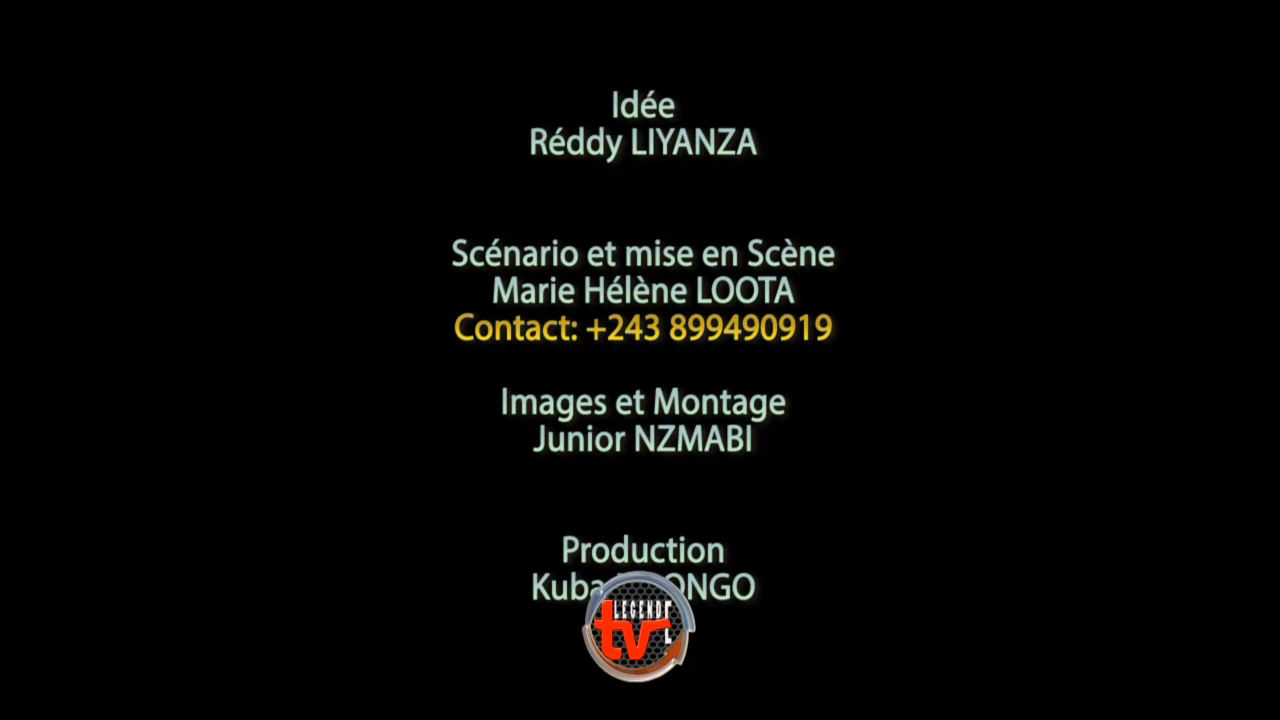 Idée
Réddy LIYANZA
Scénario et mise en Scène
Marie Hélène LOOTA
Contact: +243 899490919
Images et Montage
Junior NZMABI
Production
Kuba
LEGENDE
tv